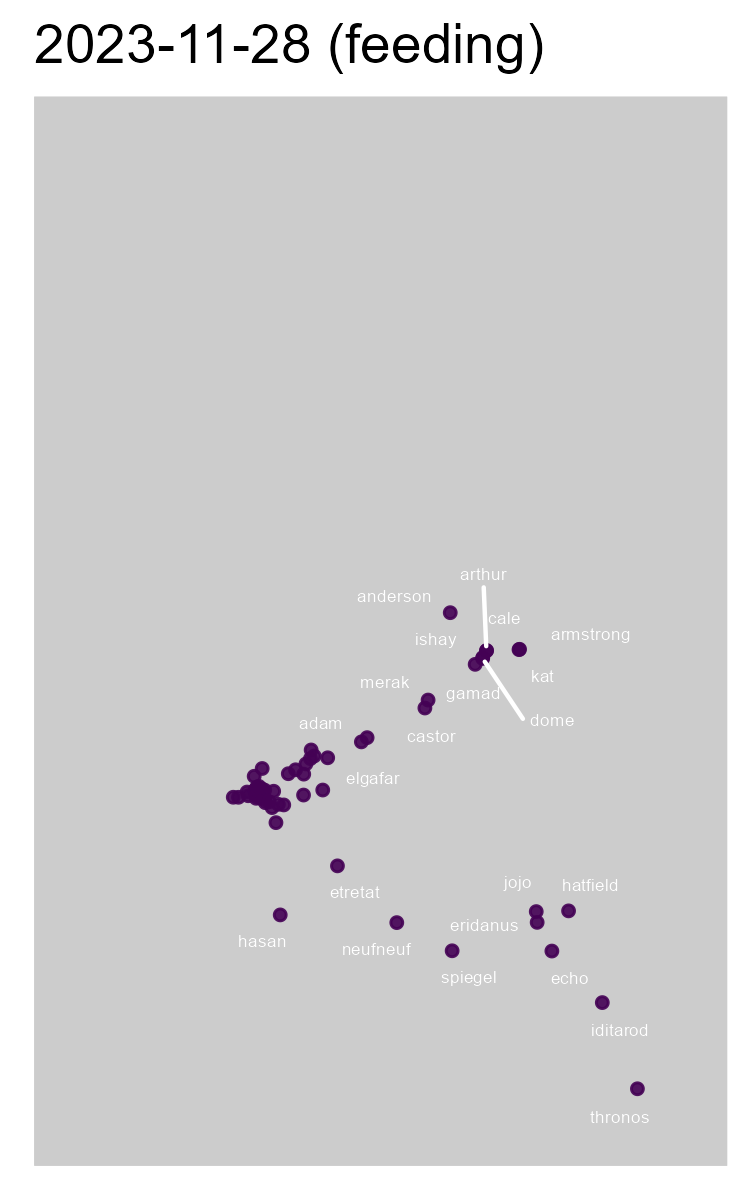 2023-11-28 (feeding)
arthur
anderson
cale
armstrong
ishay
kat
merak
gamad
dome
adam
castor
elgafar
jojo
hatfield
etretat
eridanus
hasan
neufneuf
spiegel
echo
iditarod
thronos